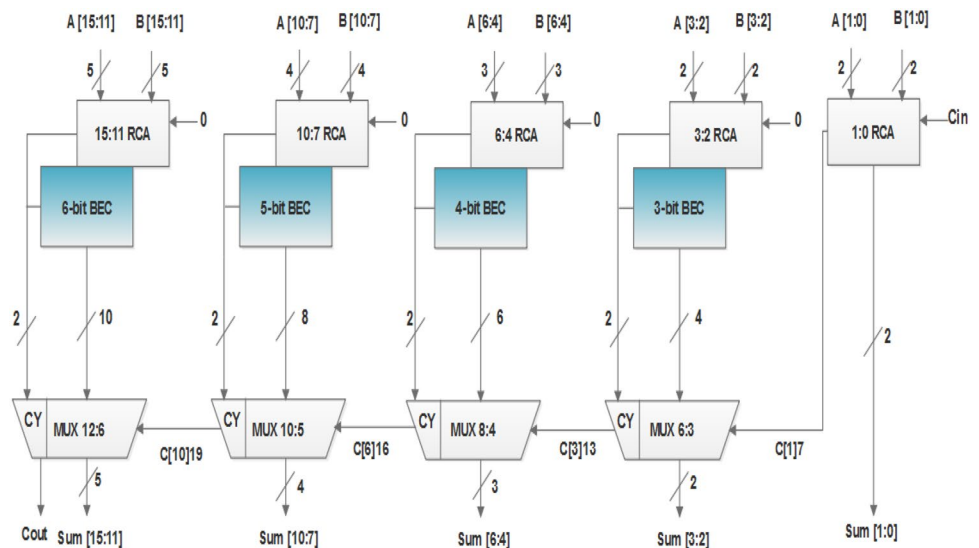 A [15:11] B [15:11] A [10:7] B [10:7] A [6:4] B [6:4] A [3:2] B [3:2] A [1:0] B [1:0]
5 5 4 4 3 3 2 2 2 2
15:11 RCA 0 10:7 RCA 0 6:4 RCA 0 3:2 RCA 0 1:0 RCA Cin
6-bit BEC 5-bit BEC 4-bit BEC 3-bit BEC
2 10 2 8 2 6 2 4 2
CY MUX 12:6 CY MUX 10:5 CY MUX 8:4 CY MUX 6:3
C[10]19 C[6]16 C[3]13 C[1]7
5 4 3 2
Cout Sum [15:11] Sum [10:7] Sum [6:4] Sum [3:2] Sum [1:0]